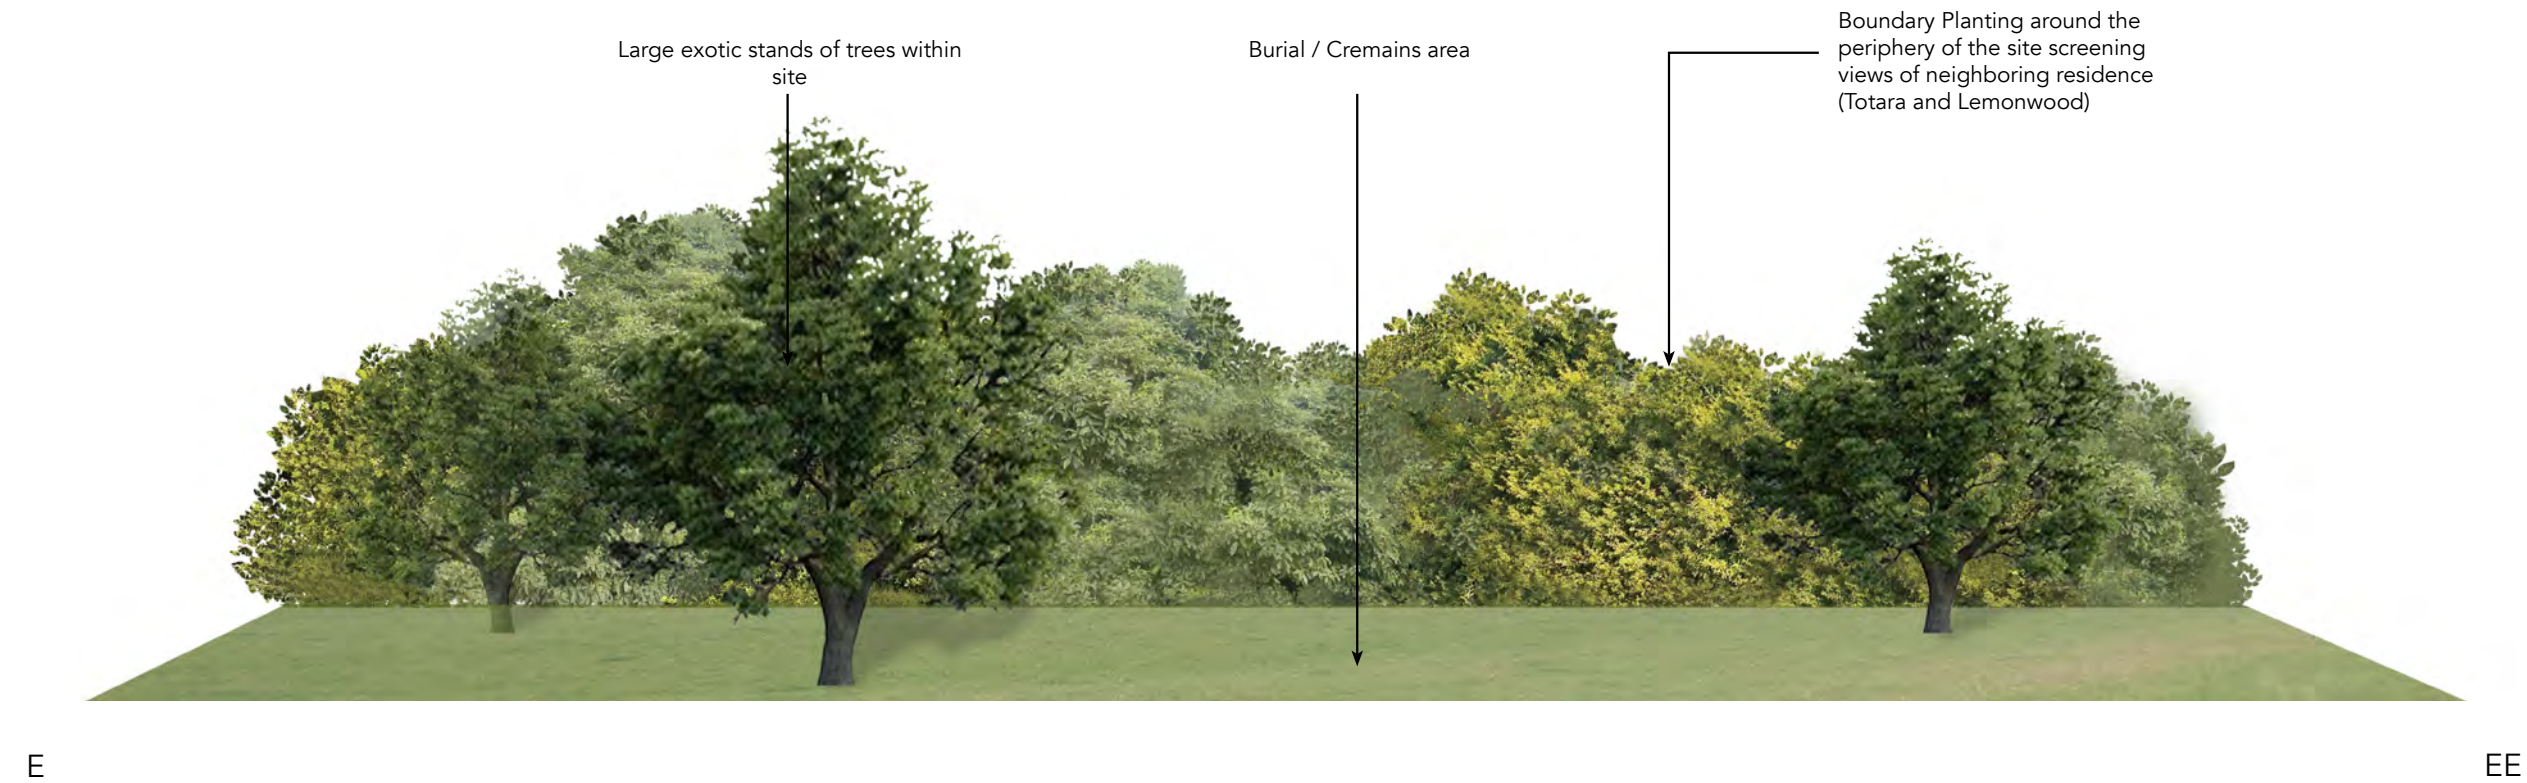 Large exotic stands of trees within
site
Burial / Cremains area
Boundary Planting around the
periphery of the site screening
views of neighboring residence
(Totara and Lemonwood)
E
EE